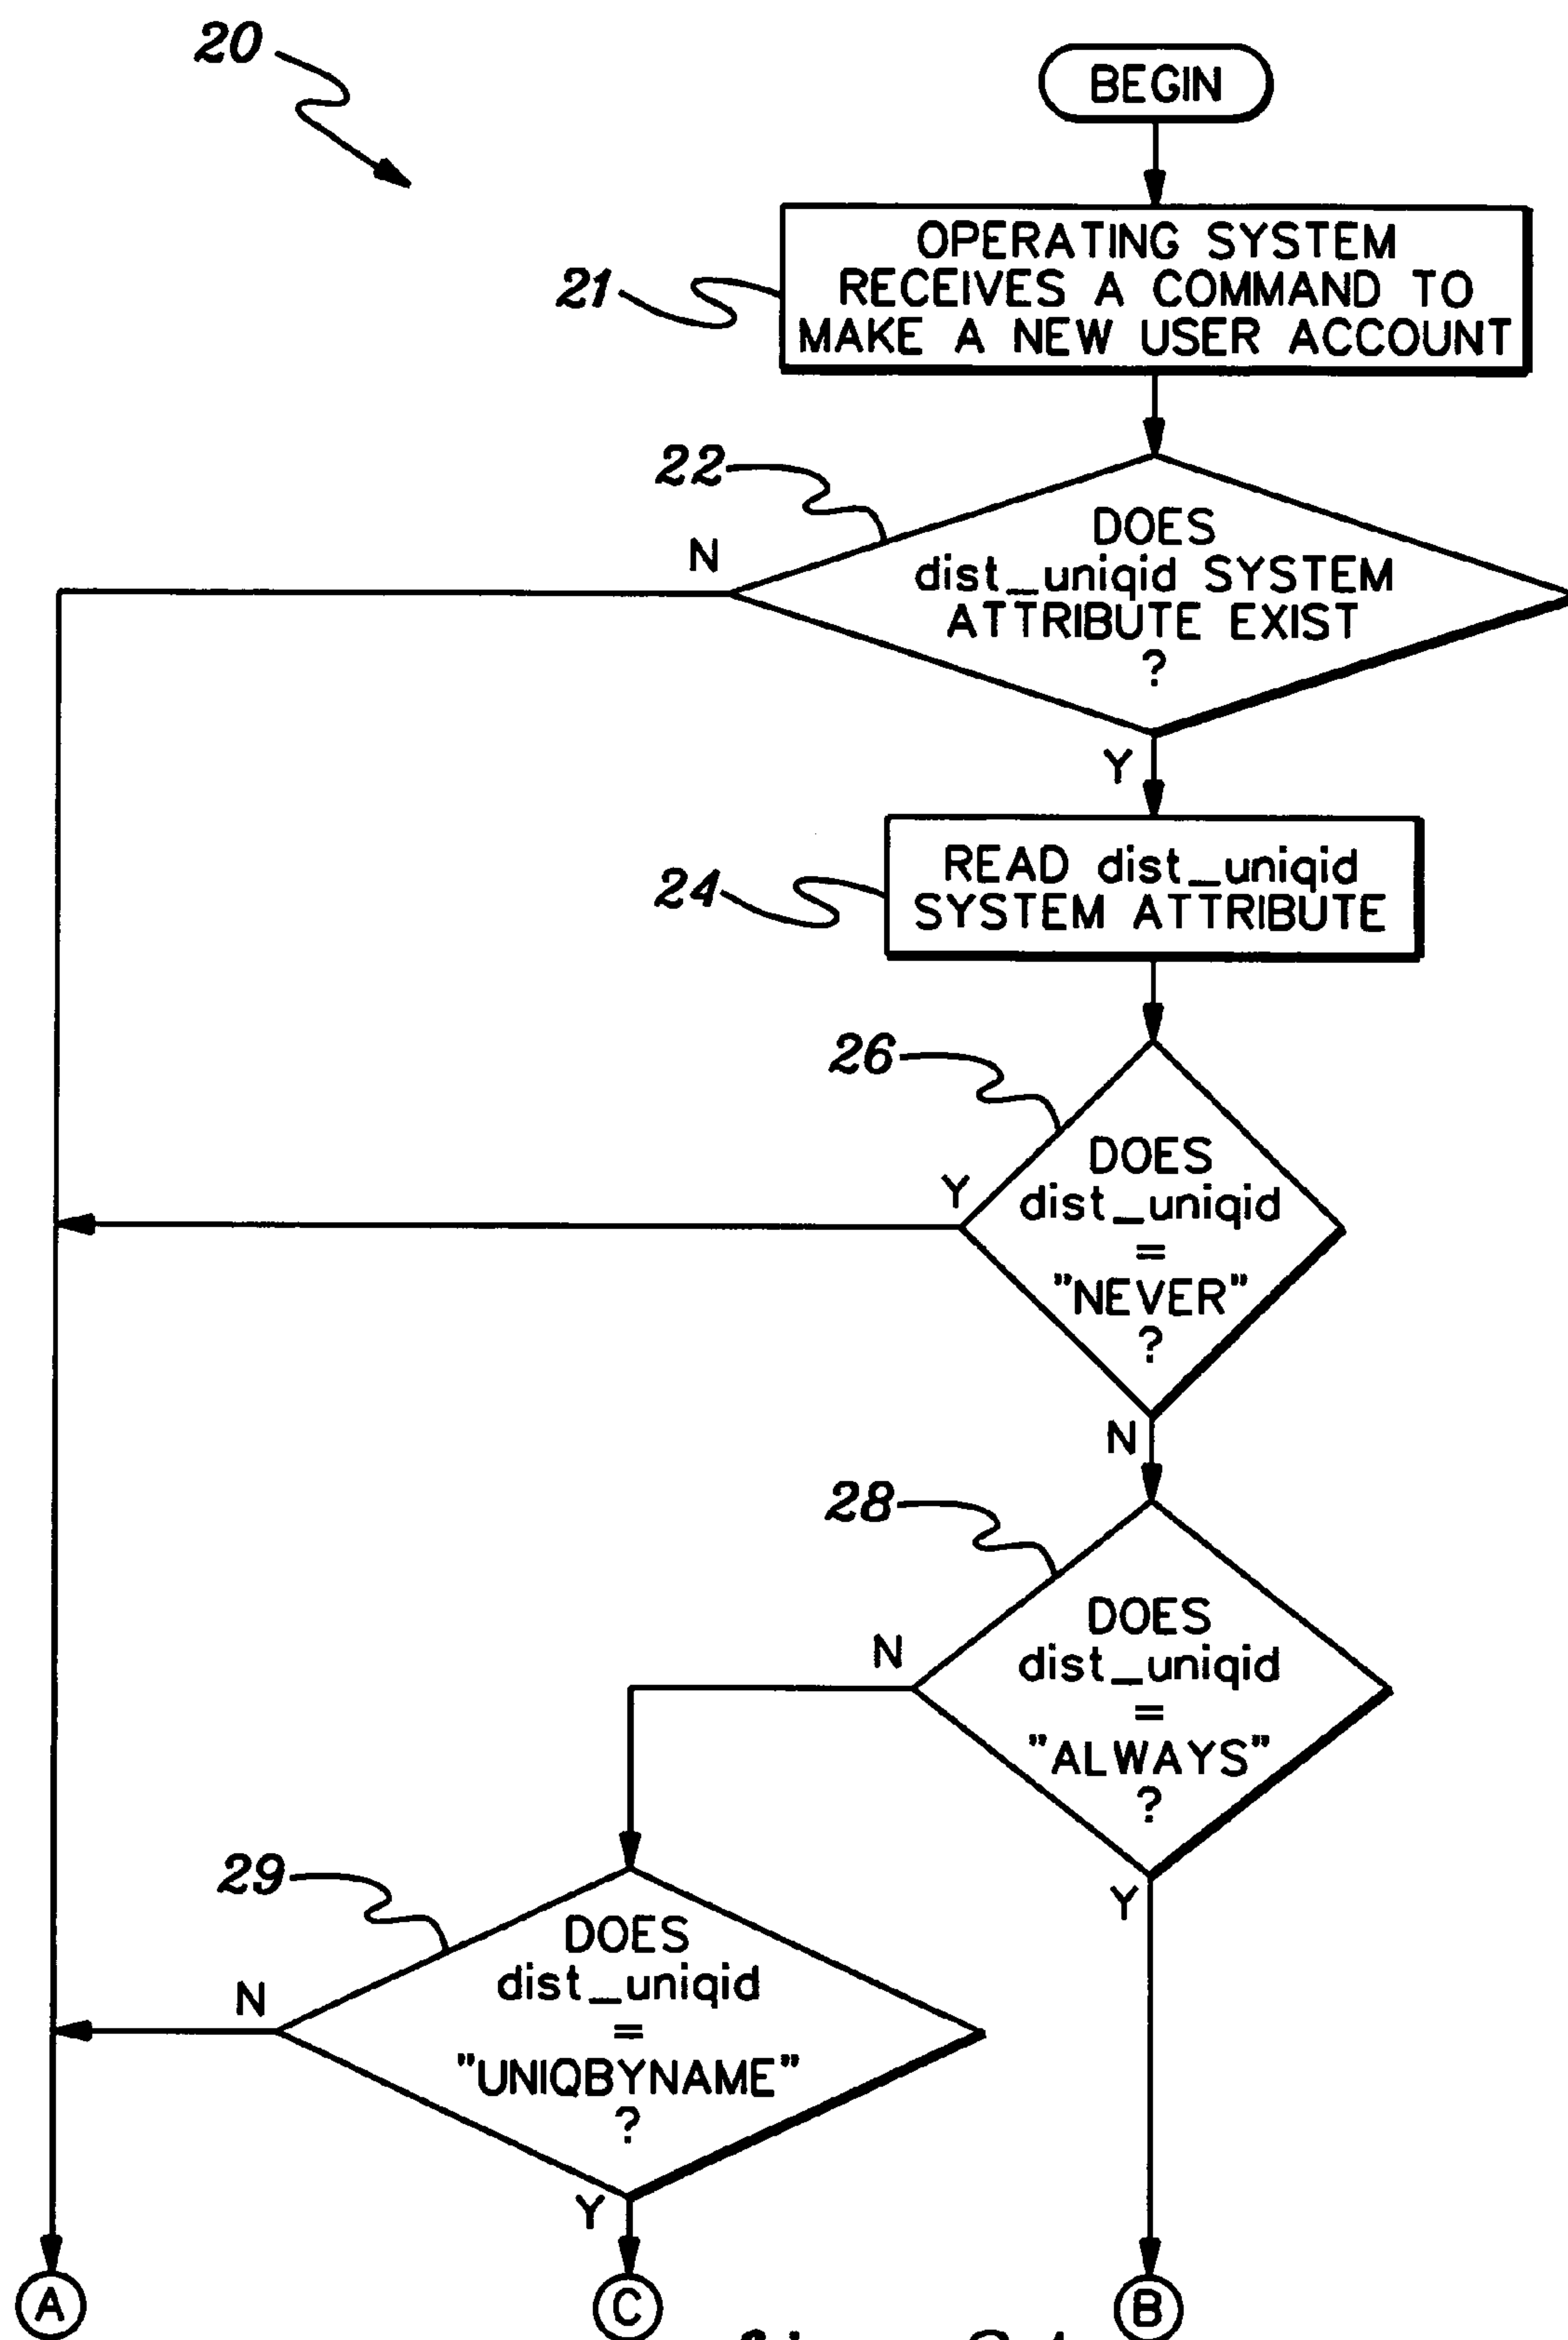 20
BEGIN
21
OPERATING SYSTEM
RECEIVES A COMMAND TO
MAKE A NEW USER ACCOUNT
22
N
DOES
dist_uniqid SYSTEM
ATTRIBUTE EXIST
?
Y
24
READ dist_uniqid
SYSTEM ATTRIBUTE
26
Y
DOES
dist_uniqid
=
"NEVER"
?
N
28
N
DOES
dist_uniqid
=
"ALWAYS"
?
Y
29
N
DOES
dist_uniqid
=
"UNIQBYNAME"
?
Y
A
C
B